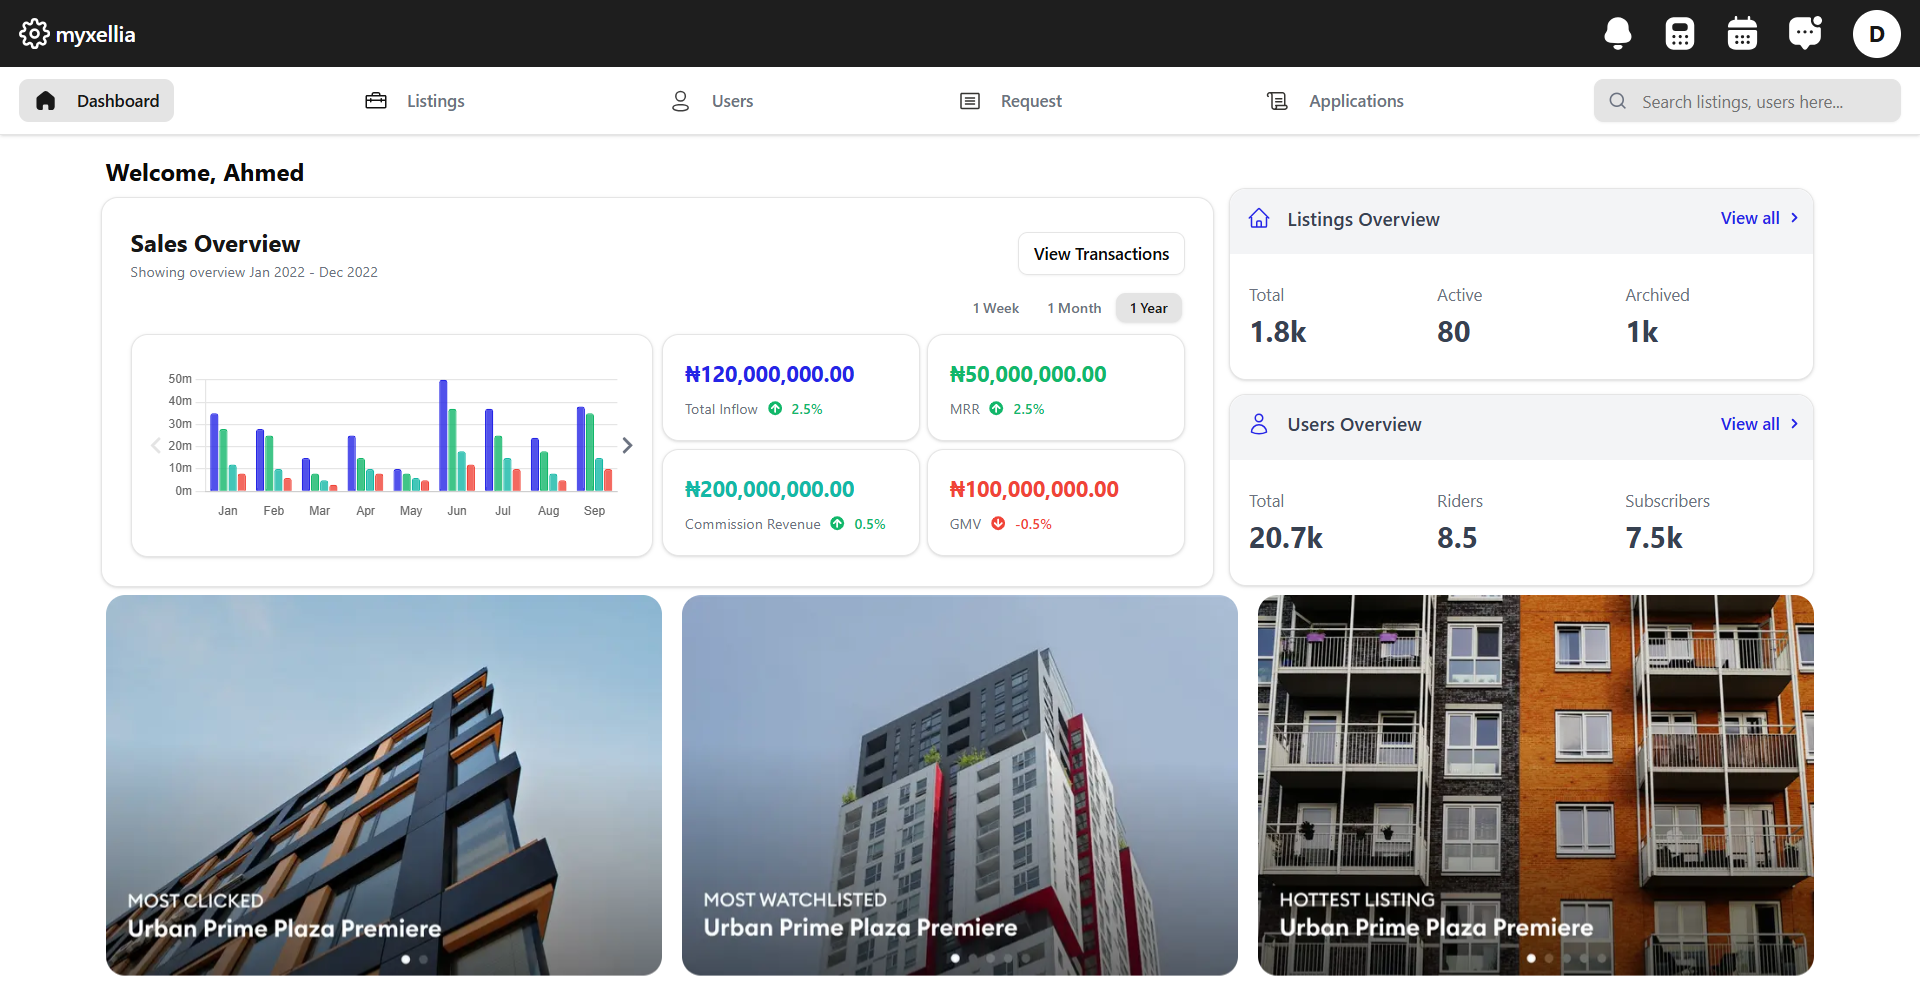 myxellia
D
Dashboard
Listings
Users
Request
Applications
Search listings, users here...
Welcome, Ahmed
Sales Overview
Showing overview Jan 2022 - Dec 2022
View Transactions
1 Week
1 Month
1 Year
50m
40m
30m
20m
10m
0m
Jan
Feb
Mar
Apr
May
Jun
Jul
Aug
Sep
₦120,000,000.00
Total Inflow 2.5%
₦50,000,000.00
MRR 2.5%
₦200,000,000.00
Commission Revenue 0.5%
₦100,000,000.00
GMV -0.5%
Listings Overview
View all
Total
Active
Archived
1.8k
80
1k
Users Overview
View all
Total
Riders
Subscribers
20.7k
8.5
7.5k
MOST CLICKED
Urban Prime Plaza Premiere
MOST WATCHLISTED
Urban Prime Plaza Premiere
HOTTEST LISTING
Urban Prime Plaza Premiere